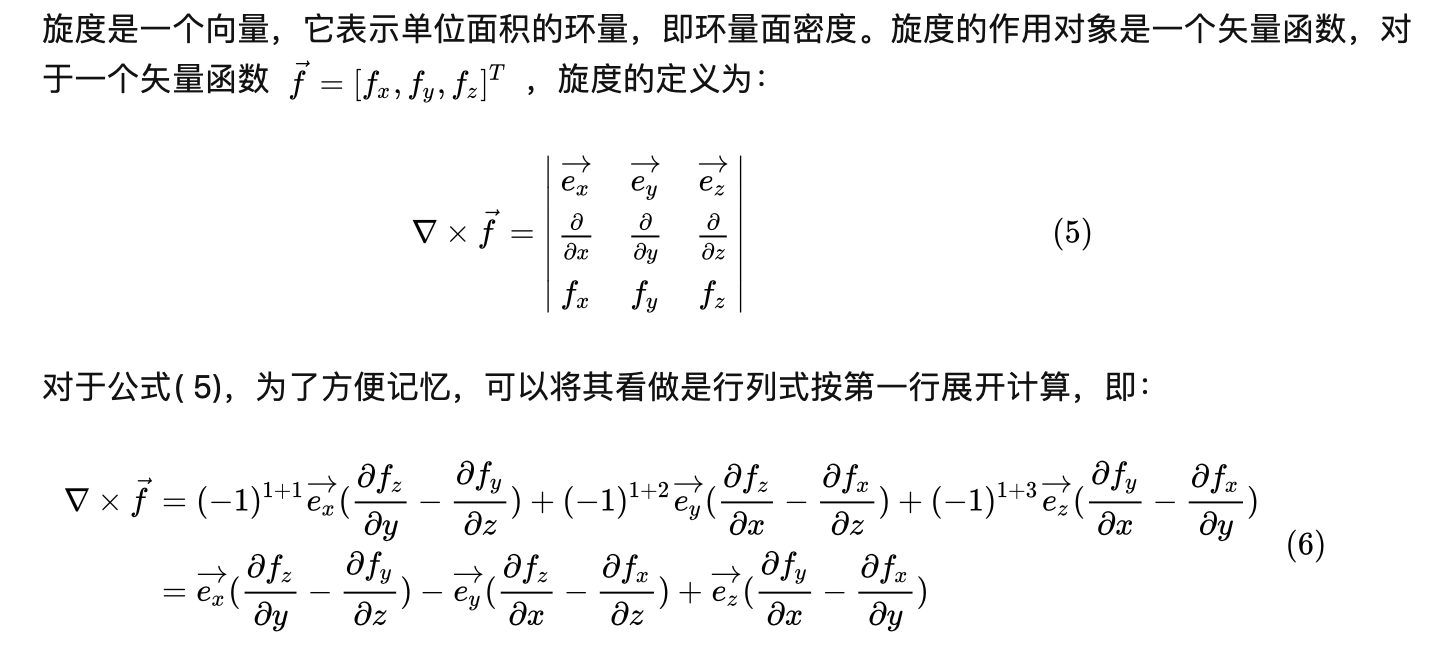 旋度是一个向量，它表示单位面积的环量，即环量面密度。旋度的作用对象是一个矢量函数，对
于一个矢量函数 $\vec{f} = [f_x, f_y, f_z]^T$ ，旋度的定义为：
$\nabla \times \vec{f} = \begin{vmatrix} \overrightarrow{e_x} & \overrightarrow{e_y} & \overrightarrow{e_z} \\ \frac{\partial}{\partial x} & \frac{\partial}{\partial y} & \frac{\partial}{\partial z} \\ f_x & f_y & f_z \end{vmatrix}$ (5)
对于公式( 5)，为了方便记忆，可以将其看做是行列式按第一行展开计算，即：
$\nabla \times \vec{f} = (-1)^{1+1}\overrightarrow{e_x}(\frac{\partial f_z}{\partial y} - \frac{\partial f_y}{\partial z}) + (-1)^{1+2}\overrightarrow{e_y}(\frac{\partial f_z}{\partial x} - \frac{\partial f_x}{\partial z}) + (-1)^{1+3}\overrightarrow{e_z}(\frac{\partial f_y}{\partial x} - \frac{\partial f_x}{\partial y})$
$= \overrightarrow{e_x}(\frac{\partial f_z}{\partial y} - \frac{\partial f_y}{\partial z}) - \overrightarrow{e_y}(\frac{\partial f_z}{\partial x} - \frac{\partial f_x}{\partial z}) + \overrightarrow{e_z}(\frac{\partial f_y}{\partial x} - \frac{\partial f_x}{\partial y})$ (6)